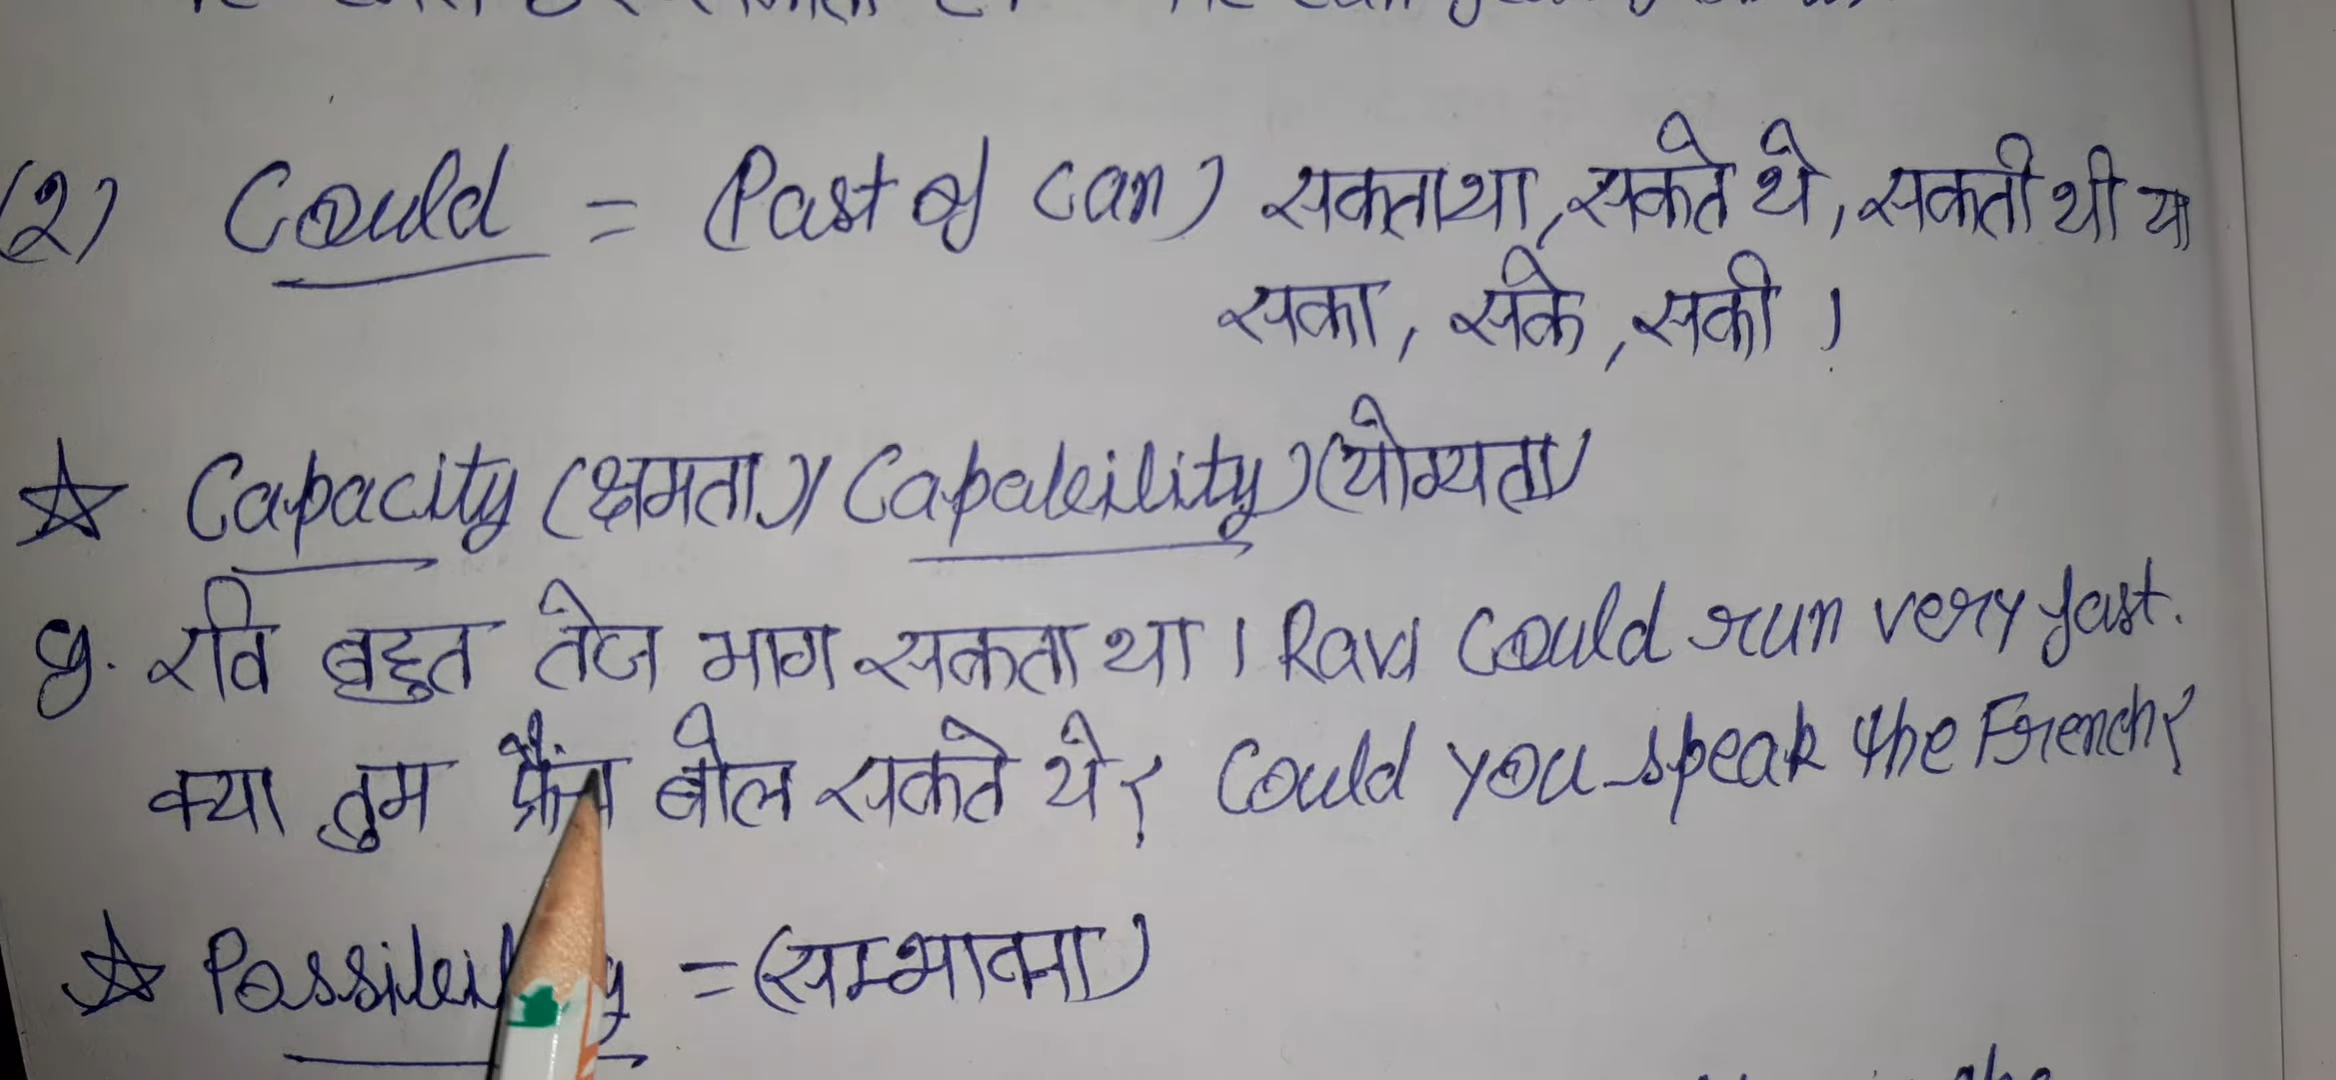 (2) Could = (Past of can) सकता था, सकते थे, सकती थी या
सका, सके, सकी ।
☆ Capacity (क्षमता) / Capability) (योग्यता)
g. रवि बहुत तेज भाग सकता था । Ravi Could run very fast.
क्या तुम फ्रैंच बोल सकते थे? Could you speak the French?
☆ = (सम्भावना)
the